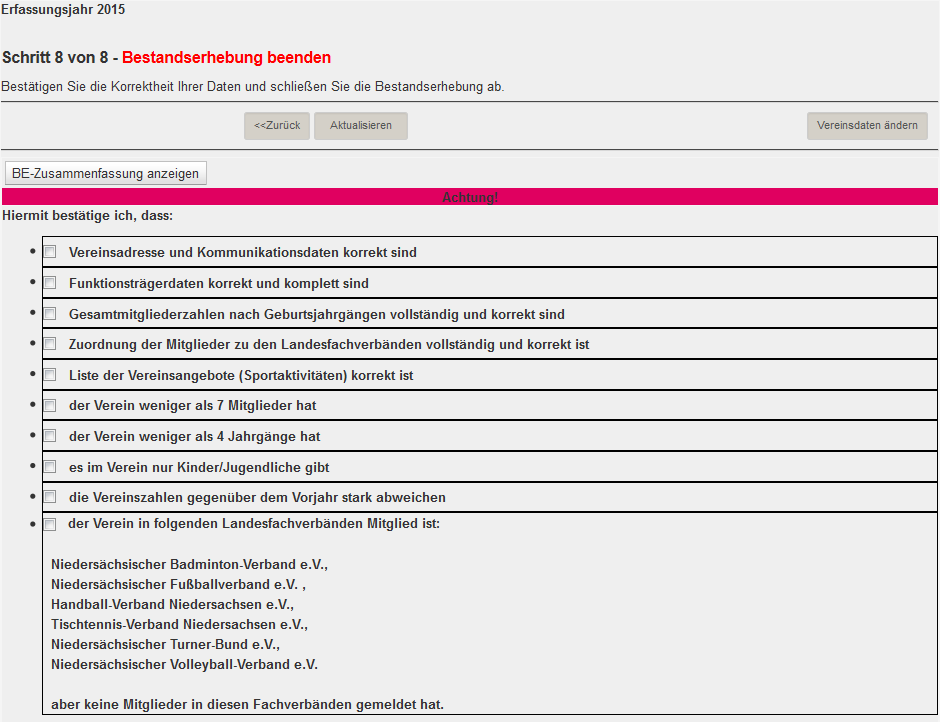 Erfassungsjahr 2015
Schritt 8 von 8 - Bestandserhebung beenden
Bestätigen Sie die Korrektheit Ihrer Daten und schließen Sie die Bestandserhebung ab.
<<Zurück Aktualisieren Vereinsdaten ändern
BE-Zusammenfassung anzeigen
Achtung!
Hiermit bestätige ich, dass:
Vereinsadresse und Kommunikationsdaten korrekt sind
Funktionsträgerdaten korrekt und komplett sind
Gesamtmitgliederzahlen nach Geburtsjahrgängen vollständig und korrekt sind
Zuordnung der Mitglieder zu den Landesfachverbänden vollständig und korrekt ist
Liste der Vereinsangebote (Sportaktivitäten) korrekt ist
der Verein weniger als 7 Mitglieder hat
der Verein weniger als 4 Jahrgänge hat
es im Verein nur Kinder/Jugendliche gibt
die Vereinszahlen gegenüber dem Vorjahr stark abweichen
der Verein in folgenden Landesfachverbänden Mitglied ist:
Niedersächsischer Badminton-Verband e.V.,
Niedersächsischer Fußballverband e.V. ,
Handball-Verband Niedersachsen e.V.,
Tischtennis-Verband Niedersachsen e.V.,
Niedersächsischer Turner-Bund e.V.,
Niedersächsischer Volleyball-Verband e.V.
aber keine Mitglieder in diesen Fachverbänden gemeldet hat.